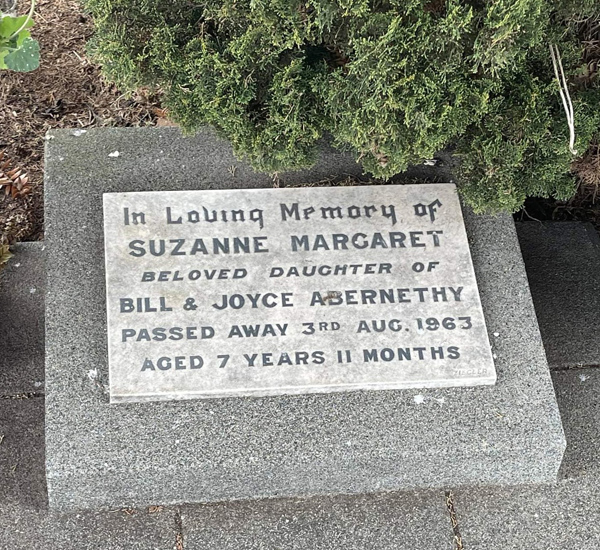 In Loving Memory of
SUZANNE MARGARET
BELOVED DAUGHTER OF
BILL & JOYCE ABERNETHY
PASSED AWAY 3RD AUG. 1963
AGED 7 YEARS 11 MONTHS